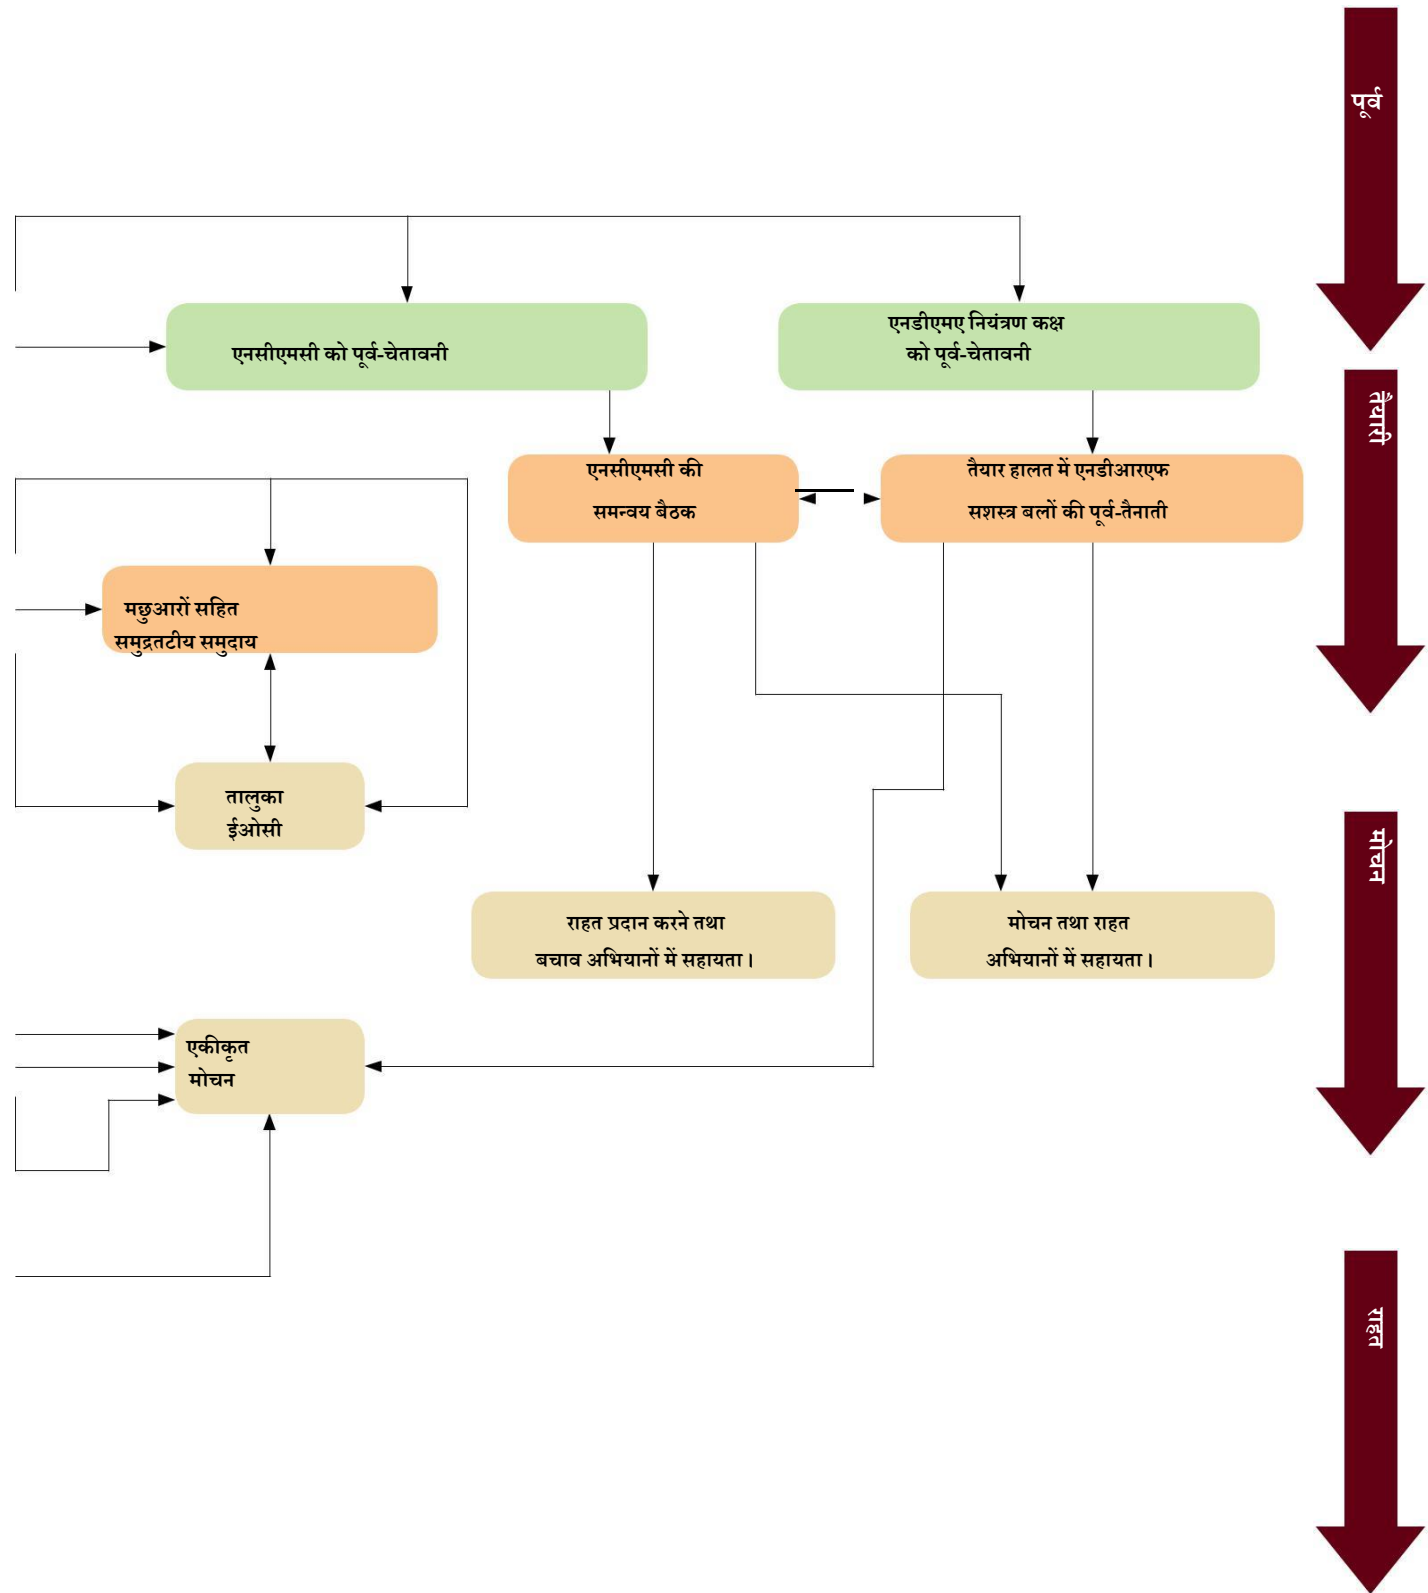 पूर्व
एनसीएमसी को पूर्व-चेतावनी
एनडीएमए नियंत्रण कक्ष
को पूर्व-चेतावनी
तैयारी
एनसीएमसी की
समन्वय बैठक
तैयार हालत में एनडीआरएफ
सशस्त्र बलों की पूर्व-तैनाती
मछुआरों सहित
समुद्रतटीय समुदाय
तालुका
ईओसी
मोचन
राहत प्रदान करने तथा
बचाव अभियानों में सहायता।
मोचन तथा राहत
अभियानों में सहायता।
एकीकृत
मोचन
राहत